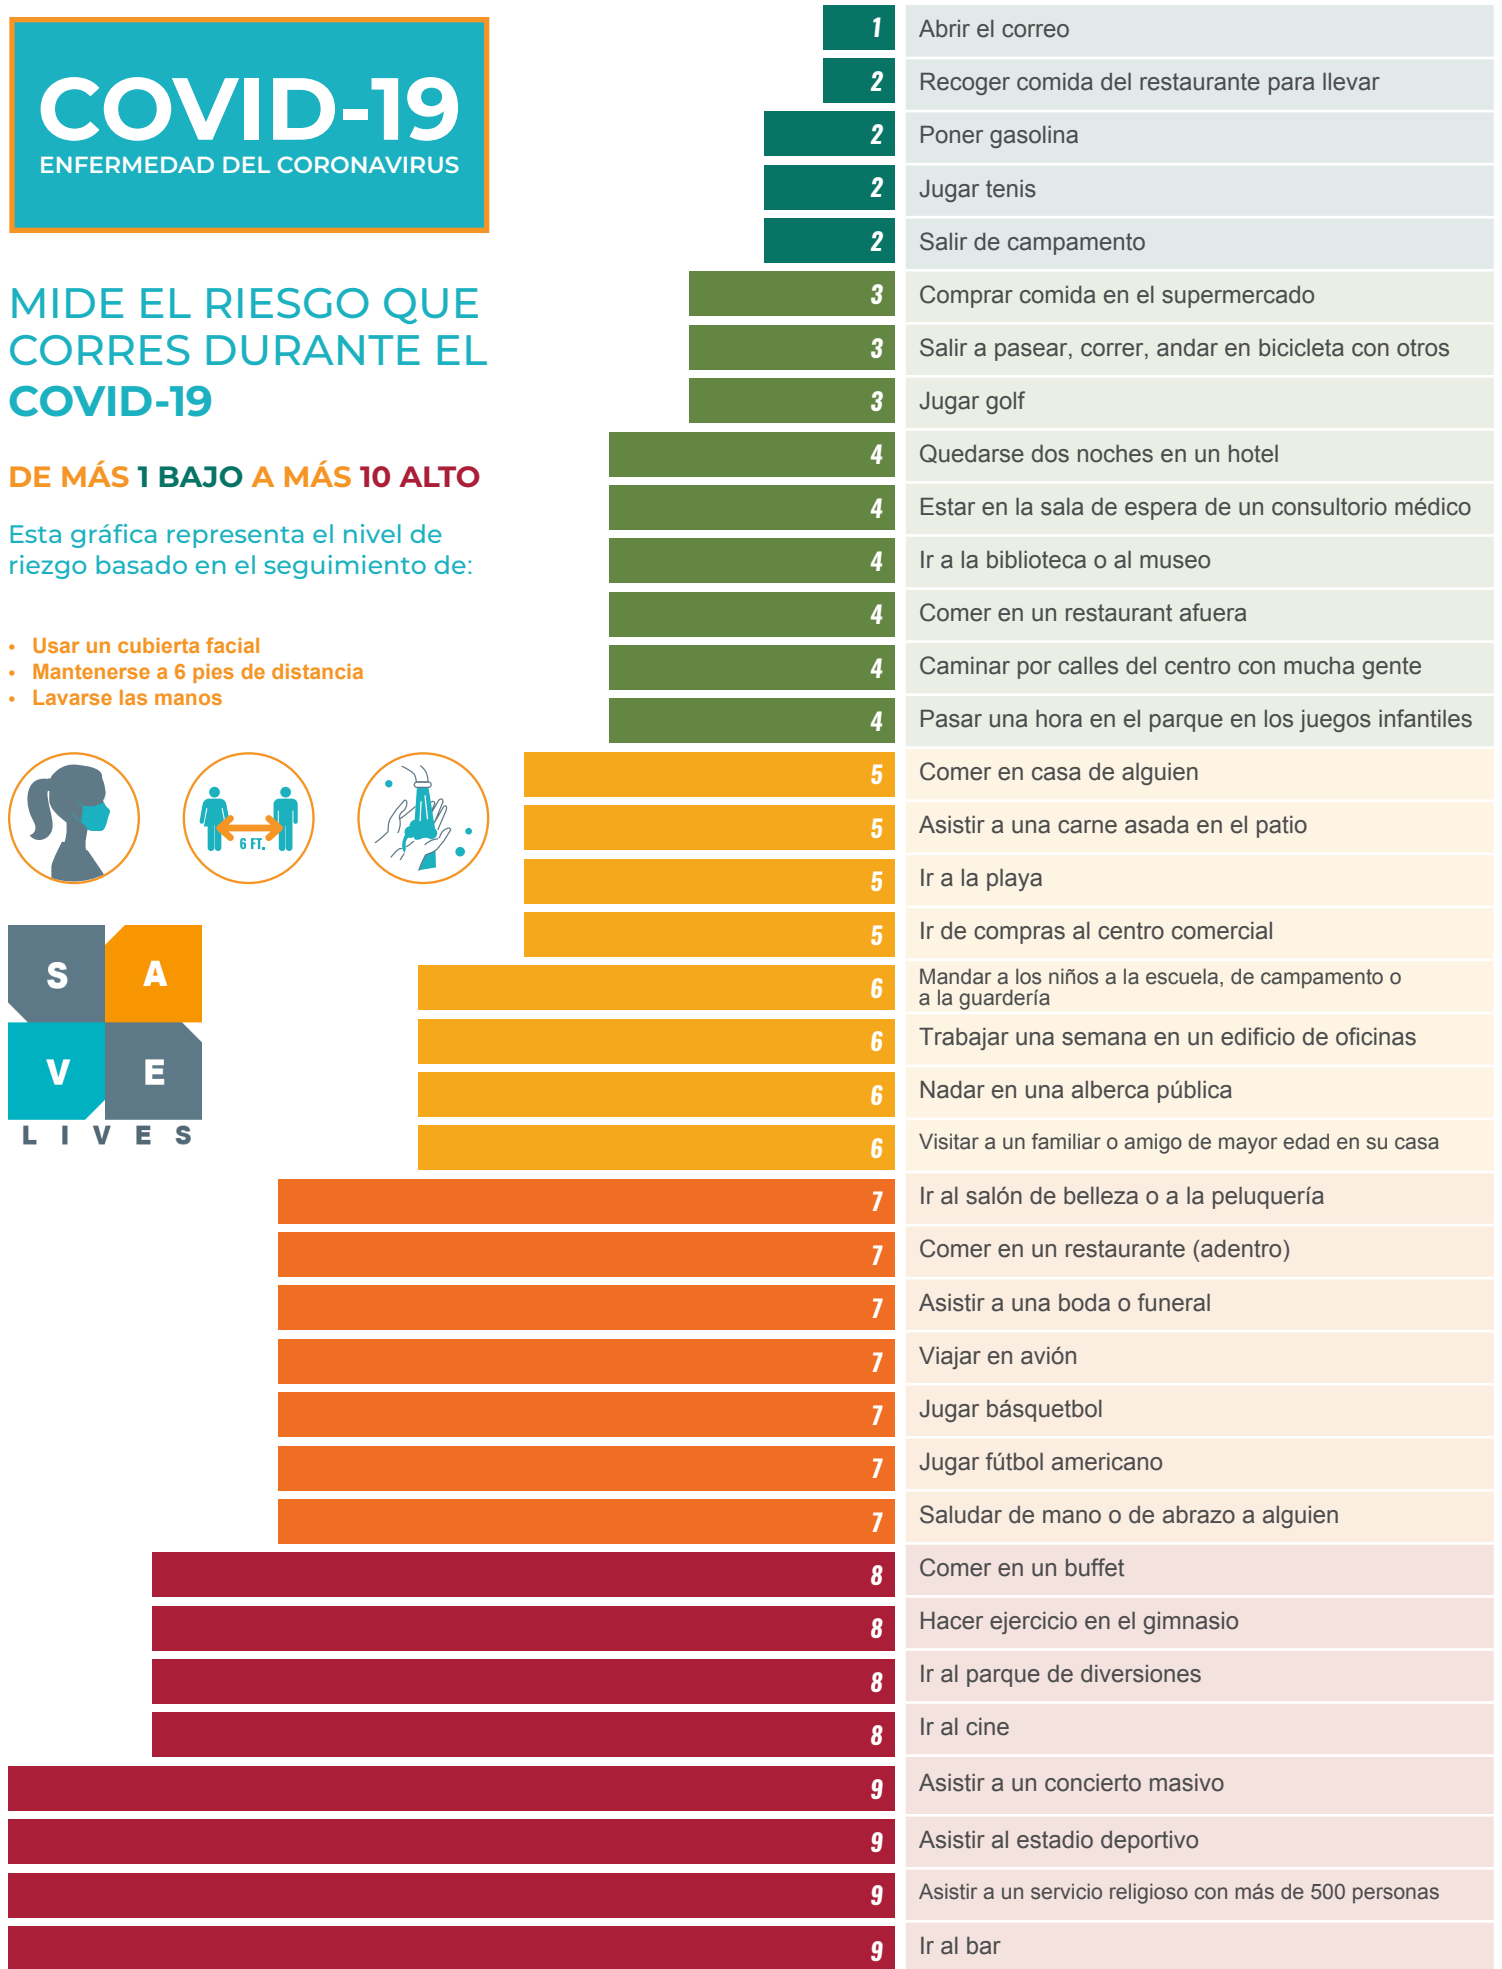 COVID-19
ENFERMEDAD DEL CORONAVIRUS
MIDE EL RIESGO QUE
CORRES DURANTE EL
COVID-19
DE MÁS 1 BAJO A MÁS 10 ALTO
Esta gráfica representa el nivel de
riezgo basado en el seguimiento de:
• Usar un cubierta facial
• Mantenerse a 6 pies de distancia
• Lavarse las manos
6 FT.
S A
V E
LIVES
1 Abrir el correo
2 Recoger comida del restaurante para llevar
2 Poner gasolina
2 Jugar tenis
2 Salir de campamento
3 Comprar comida en el supermercado
3 Salir a pasear, correr, andar en bicicleta con otros
3 Jugar golf
4 Quedarse dos noches en un hotel
4 Estar en la sala de espera de un consultorio médico
4 Ir a la biblioteca o al museo
4 Comer en un restaurant afuera
4 Caminar por calles del centro con mucha gente
4 Pasar una hora en el parque en los juegos infantiles
5 Comer en casa de alguien
5 Asistir a una carne asada en el patio
5 Ir a la playa
5 Ir de compras al centro comercial
6 Mandar a los niños a la escuela, de campamento o
a la guardería
6 Trabajar una semana en un edificio de oficinas
6 Nadar en una alberca pública
6 Visitar a un familiar o amigo de mayor edad en su casa
7 Ir al salón de belleza o a la peluquería
7 Comer en un restaurante (adentro)
7 Asistir a una boda o funeral
7 Viajar en avión
7 Jugar básquetbol
7 Jugar fútbol americano
7 Saludar de mano o de abrazo a alguien
8 Comer en un buffet
8 Hacer ejercicio en el gimnasio
8 Ir al parque de diversiones
8 Ir al cine
9 Asistir a un concierto masivo
9 Asistir al estadio deportivo
9 Asistir a un servicio religioso con más de 500 personas
9 Ir al bar